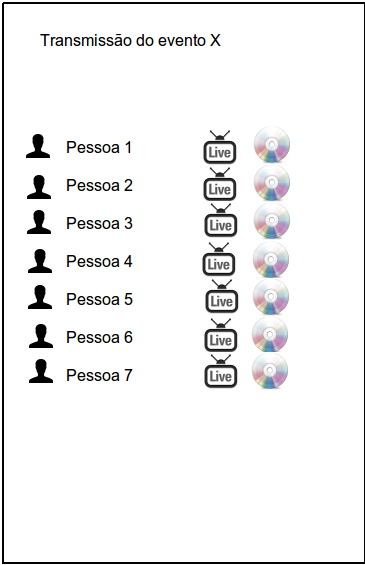 Transmissão do evento X
Pessoa 1 Live
Pessoa 2 Live
Pessoa 3 Live
Pessoa 4 Live
Pessoa 5 Live
Pessoa 6 Live
Pessoa 7 Live